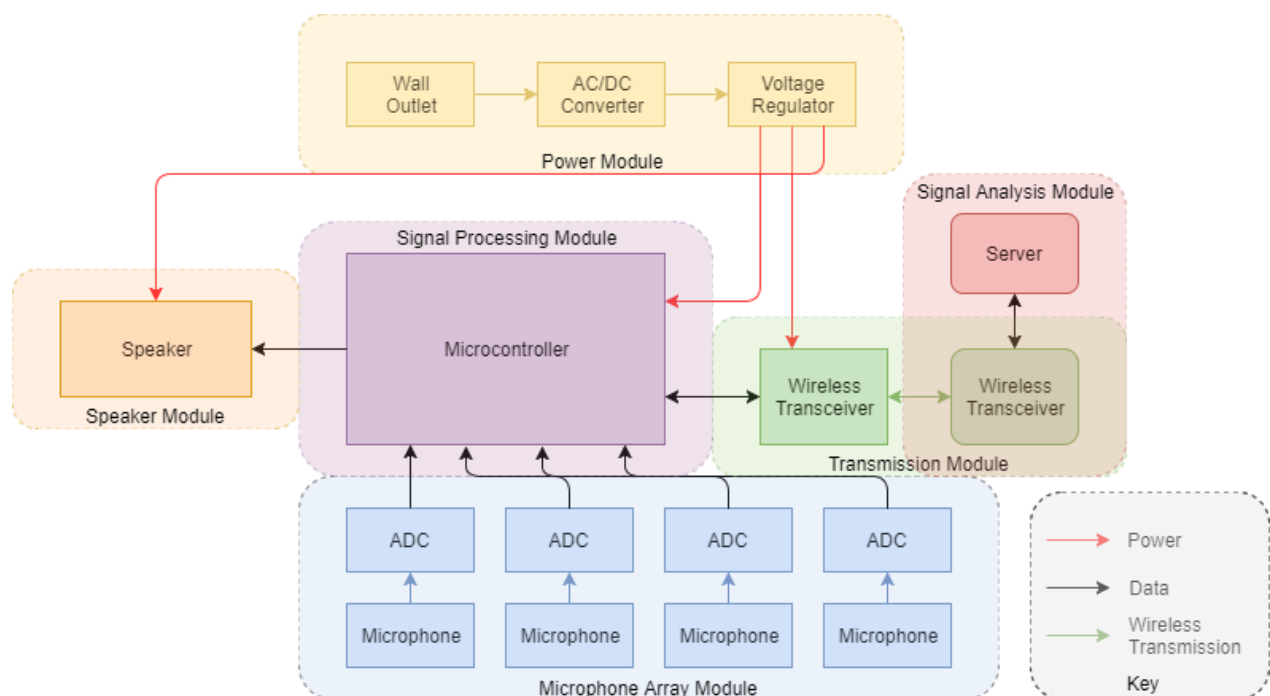 Wall
Outlet
AC/DC
Converter
Voltage
Regulator
Power Module
Signal Analysis Module
Server
Signal Processing Module
Microcontroller
Speaker
Speaker Module
Wireless
Transceiver
Wireless
Transceiver
Transmission Module
ADC
ADC
ADC
ADC
Microphone
Microphone
Microphone
Microphone
Microphone Array Module
Power
Data
Wireless
Transmission
Key